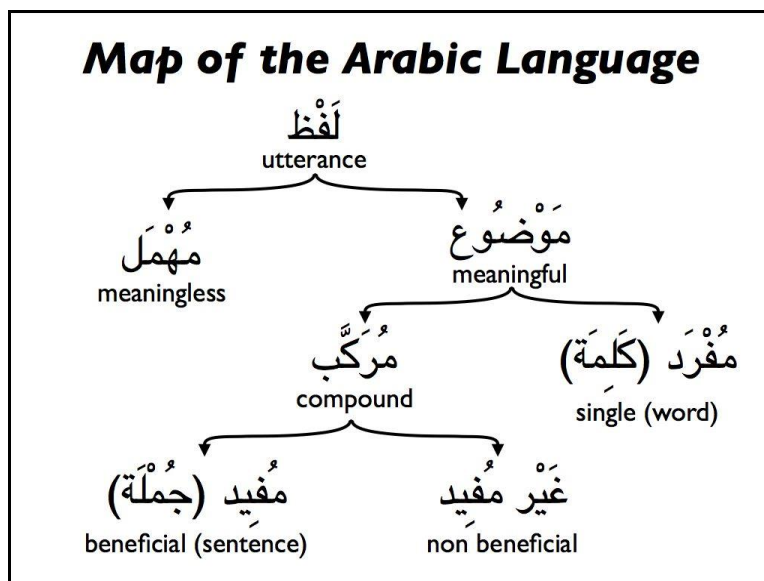 Map of the Arabic Language
لَفْظ
utterance
مُهْمَل
meaningless
مَوْضُوع
meaningful
مُرَكَّب
compound
مُفْرَد (كَلِمَة)
single (word)
مُفِيد (جُمْلَة)
beneficial (sentence)
غَيْر مُفِيد
non beneficial